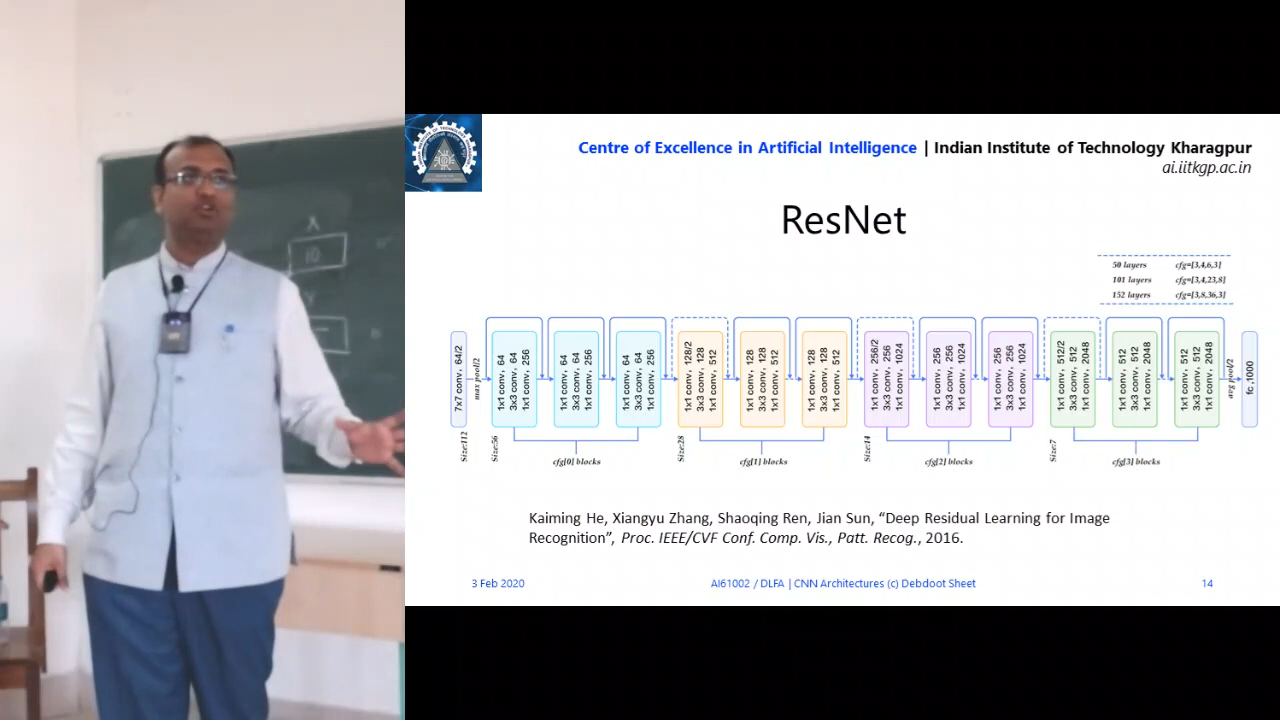 Centre of Excellence in Artificial Intelligence | Indian Institute of Technology Kharagpur
ai.iitkgp.ac.in
ResNet
50 layers cfg=[3,4,6,3]
101 layers cfg=[3,4,23,8]
152 layers cfg=[3,8,36,3]
7x7 conv, 64/2
max pool/2
1x1 conv, 64
3x3 conv, 64
1x1 conv, 256
1x1 conv, 64
3x3 conv, 64
1x1 conv, 256
1x1 conv, 64
3x3 conv, 64
1x1 conv, 256
1x1 conv, 128/2
3x3 conv, 128
1x1 conv, 512
1x1 conv, 128
3x3 conv, 128
1x1 conv, 512
1x1 conv, 128
3x3 conv, 128
1x1 conv, 512
1x1 conv, 256/2
3x3 conv, 256
1x1 conv, 1024
1x1 conv, 256
3x3 conv, 256
1x1 conv, 1024
1x1 conv, 256
3x3 conv, 256
1x1 conv, 1024
1x1 conv, 512/2
3x3 conv, 512
1x1 conv, 2048
1x1 conv, 512
3x3 conv, 512
1x1 conv, 2048
1x1 conv, 512
3x3 conv, 512
1x1 conv, 2048
avg pool/2
fc ,1000
Size:112
Size:56
Size:28
Size:14
Size:7
cfg[0] blocks
cfg[1] blocks
cfg[2] blocks
cfg[3] blocks
Kaiming He, Xiangyu Zhang, Shaoqing Ren, Jian Sun, “Deep Residual Learning for Image
Recognition”, Proc. IEEE/CVF Conf. Comp. Vis., Patt. Recog., 2016.
3 Feb 2020
AI61002 / DLFA | CNN Architectures (c) Debdoot Sheet
14
X
10